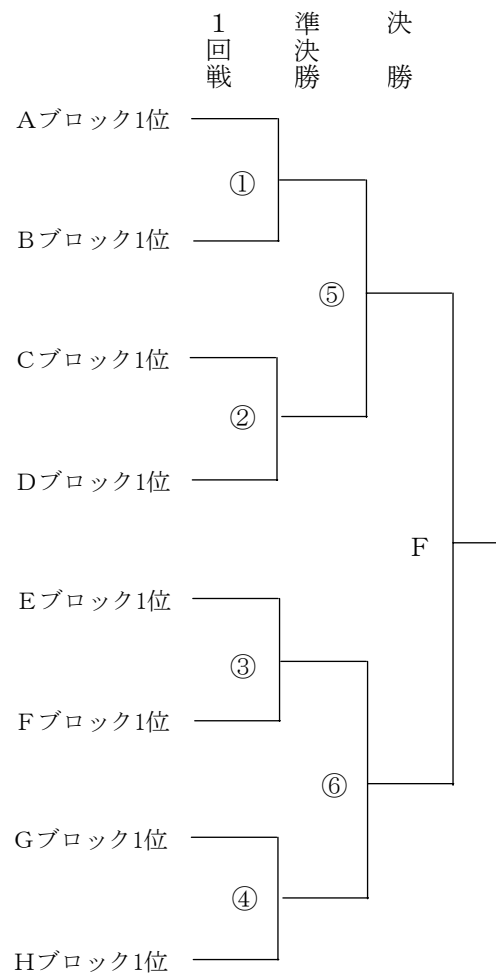 1回戦
準決勝
決勝
Aブロック1位
①
Bブロック1位
⑤
Cブロック1位
②
Dブロック1位
F
Eブロック1位
③
Fブロック1位
⑥
Gブロック1位
④
Hブロック1位